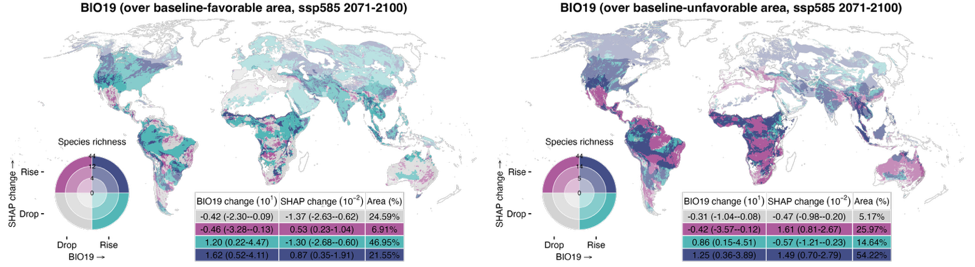 BIO19 (over baseline-favorable area, ssp585 2071-2100)
Species richness
44
12
4
0
SHAP change →
Rise
Drop
Drop
Rise
BIO19 →
BIO19 change (10¹) SHAP change (10⁻²) Area (%)
-0.42 (-2.30--0.09) -1.37 (-2.63--0.62) 24.59%
-0.46 (-3.28--0.13) 0.53 (0.23-1.04) 6.91%
1.20 (0.22-4.47) -1.30 (-2.68--0.60) 46.95%
1.62 (0.52-4.11) 0.87 (0.35-1.91) 21.55%
BIO19 (over baseline-unfavorable area, ssp585 2071-2100)
Species richness
44
0
SHAP change →
Rise
Drop
Drop
Rise
BIO19 →
BIO19 change (10¹) SHAP change (10⁻²) Area (%)
-0.31 (-1.04--0.08) -0.47 (-0.98--0.20) 5.17%
-0.42 (-3.57--0.12) 1.61 (0.81-2.67) 25.97%
0.86 (0.15-4.51) -0.57 (-1.21--0.23) 14.64%
1.25 (0.36-3.89) 1.49 (0.70-2.79) 54.22%